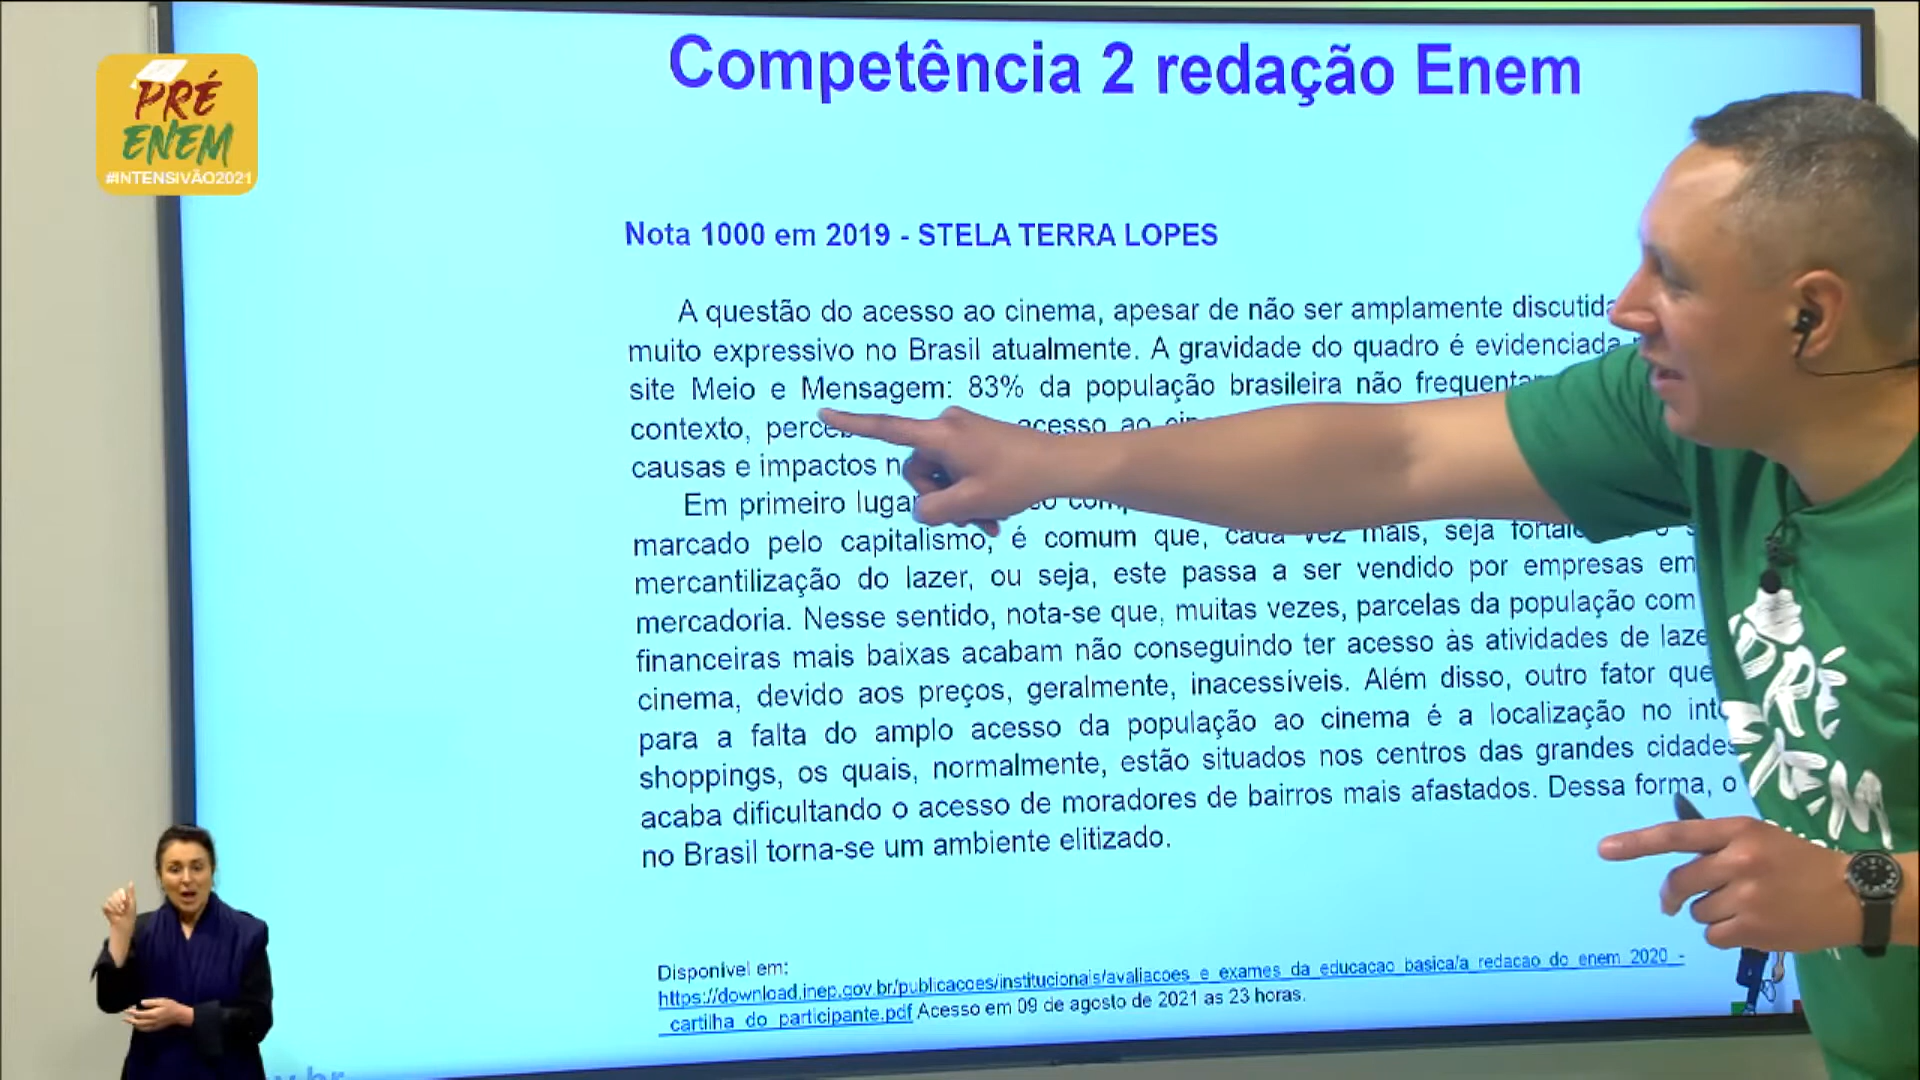 PRÉ
ENEM
#INTENSIVÃO2021
Competência 2 redação Enem
Nota 1000 em 2019 - STELA TERRA LOPES
A questão do acesso ao cinema, apesar de não ser amplamente discutida
muito expressivo no Brasil atualmente. A gravidade do quadro é evidenciada
site Meio e Mensagem: 83% da população brasileira não frequentam
contexto, acesso ao
causas e impactos
Em primeiro lugar
marcado pelo capitalismo, é comum que, cada vez mais, seja
mercantilização do lazer, ou seja, este passa a ser vendido por empresas em
mercadoria. Nesse sentido, nota-se que, muitas vezes, parcelas da população com
financeiras mais baixas acabam não conseguindo ter acesso às atividades de
cinema, devido aos preços, geralmente, inacessíveis. Além disso, outro fator que
para a falta do amplo acesso da população ao cinema é a localização no
shoppings, os quais, normalmente, estão situados nos centros das grandes cidades
acaba dificultando o acesso de moradores de bairros mais afastados. Dessa forma, o
no Brasil torna-se um ambiente elitizado.
Disponível em:
https://download.inep.gov.br/publicacoes/institucionais/avaliacoes_e_exames_da_educacao_basica/a_redacao_do_enem_2020_-
_cartilha_do_participante.pdf Acesso em 09 de agosto de 2021 as 23 horas.
PRÉ
ENEM